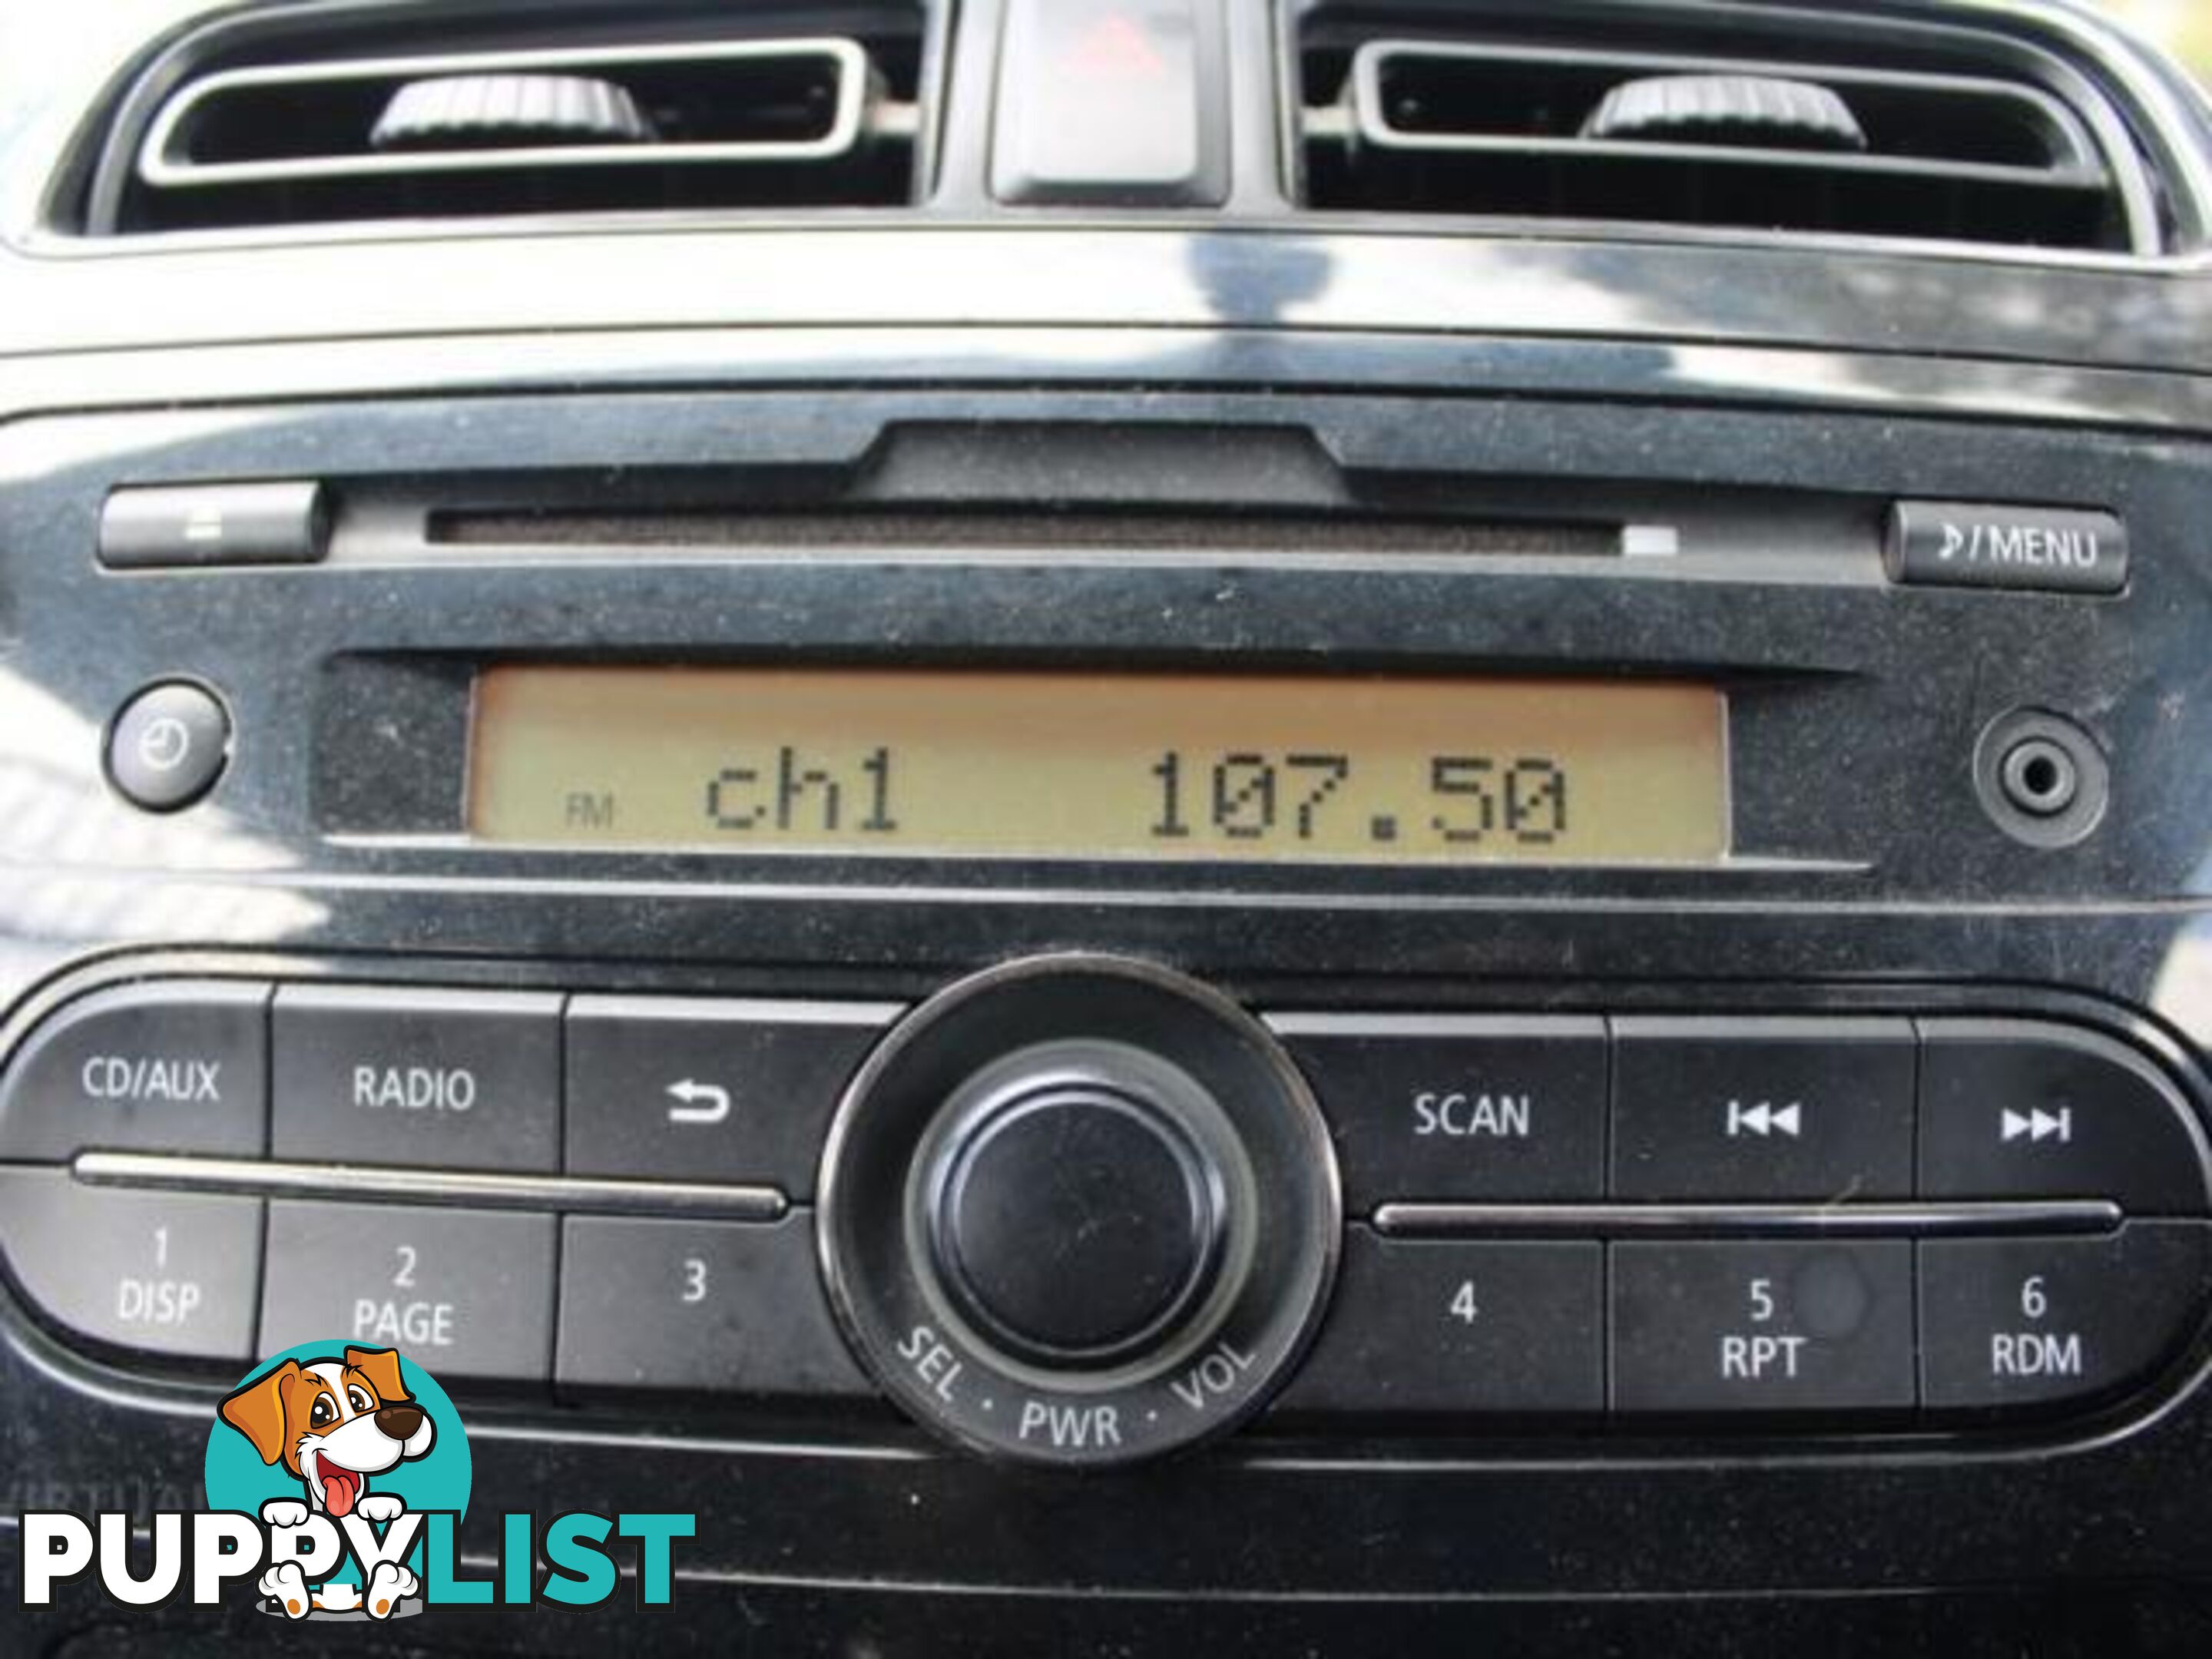 ♪/MENU
FM ch1 107.50
CD/AUX RADIO SCAN
1 2 3 4 5 6
DISP PAGE RPT RDM
SEL · PWR · VOL
PUPPYLIST